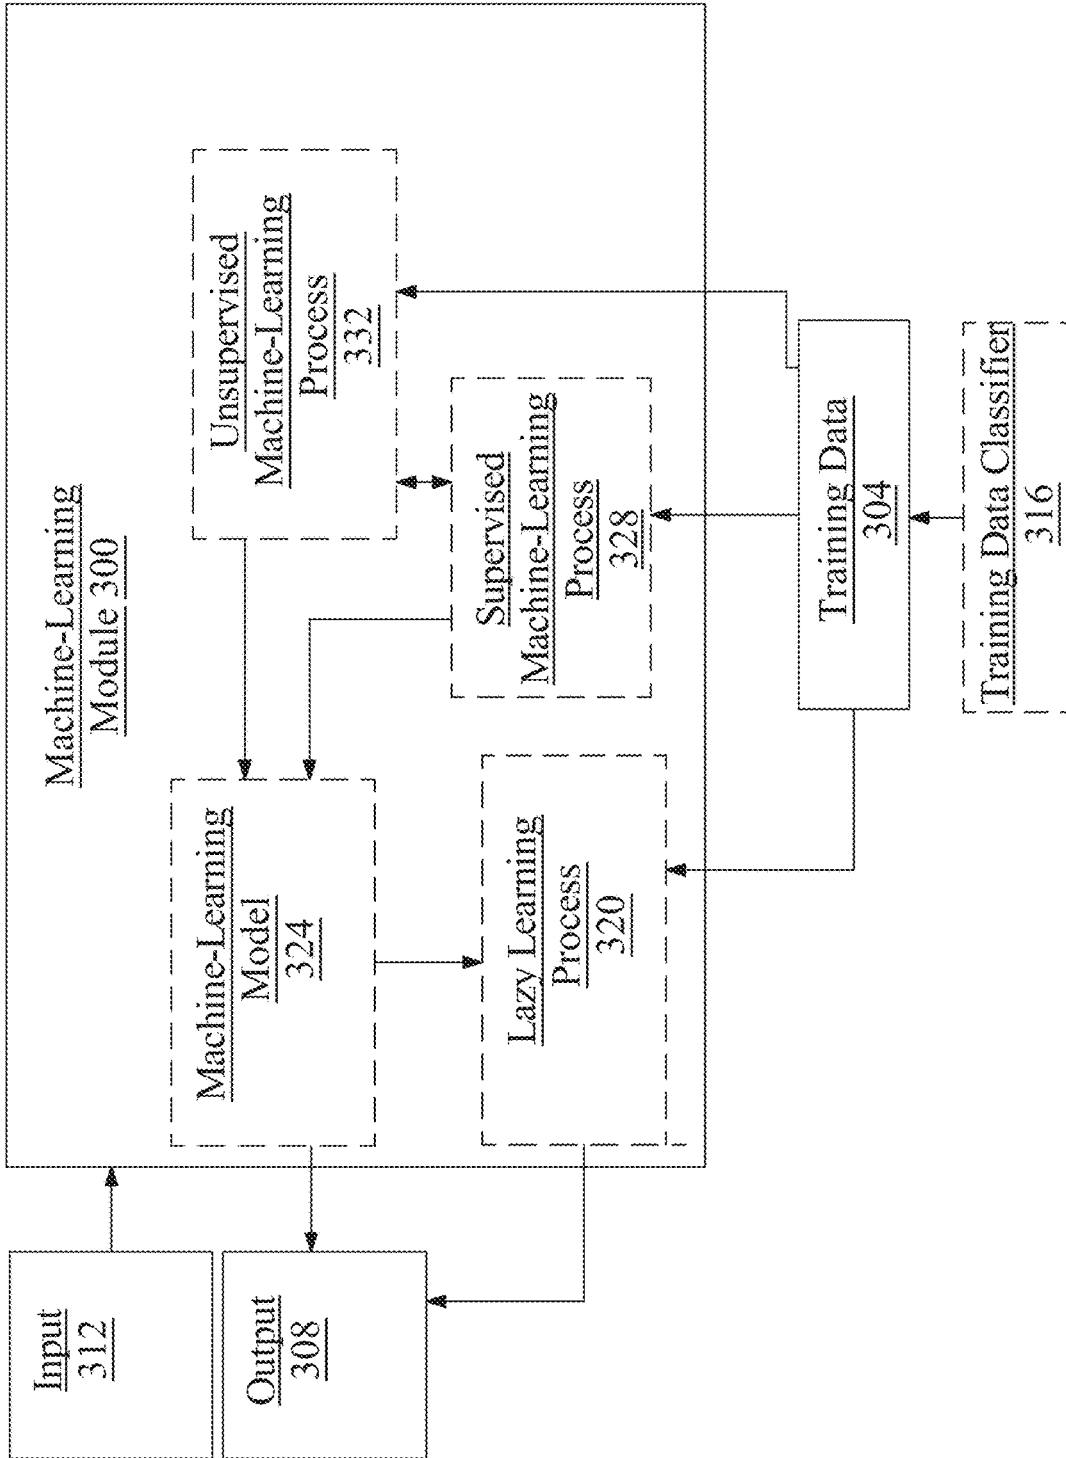 Machine-Learning
Module 300
Input
312
Output
308
Machine-Learning
Model
324
Unsupervised
Machine-Learning
Process
332
Supervised
Machine-Learning
Process
328
Lazy Learning
Process
320
Training Data
304
Training Data Classifier
316